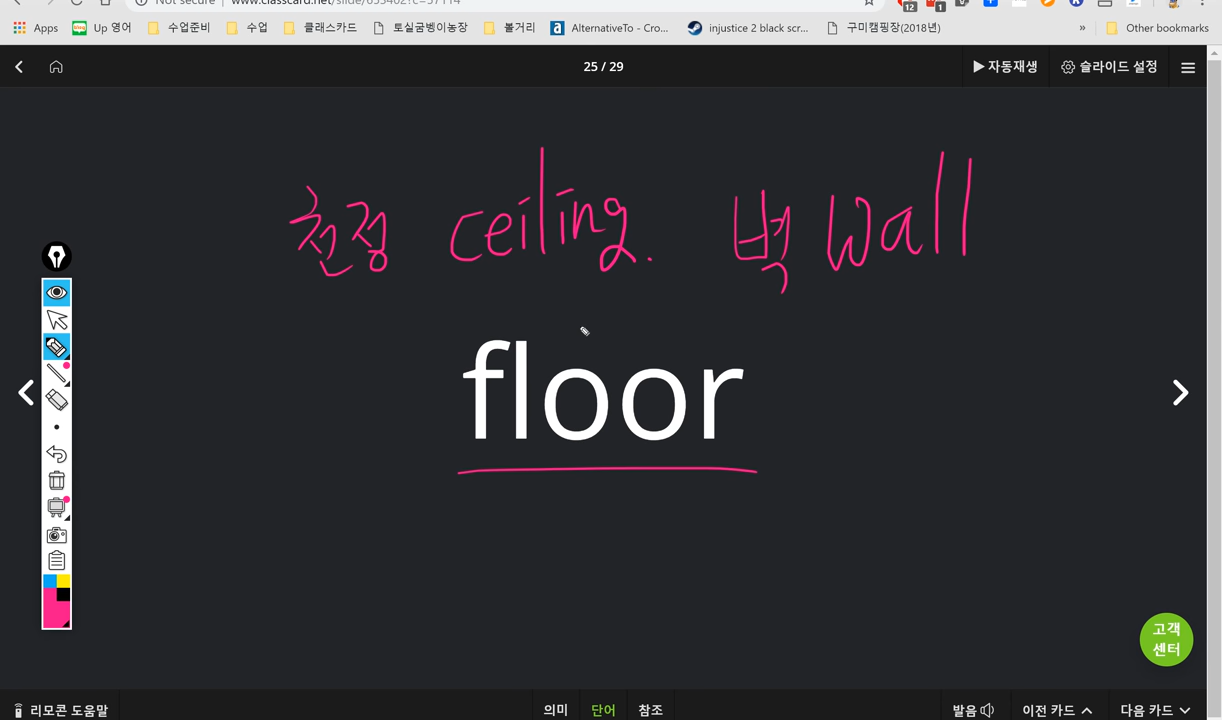 Not secure www.classcard.net/slide/
Apps Up 영어 수업준비 수업 클래스카드 토실굼벵이농장 볼거리 AlternativeTo - Cro... injustice 2 black scr... 구미캠핑장(2018년) » Other bookmarks
25 / 29 자동재생 슬라이드 설정
천정 ceiling. 벽 wall
floor
고객
센터
리모콘 도움말 의미 단어 참조 발음 이전 카드 다음 카드